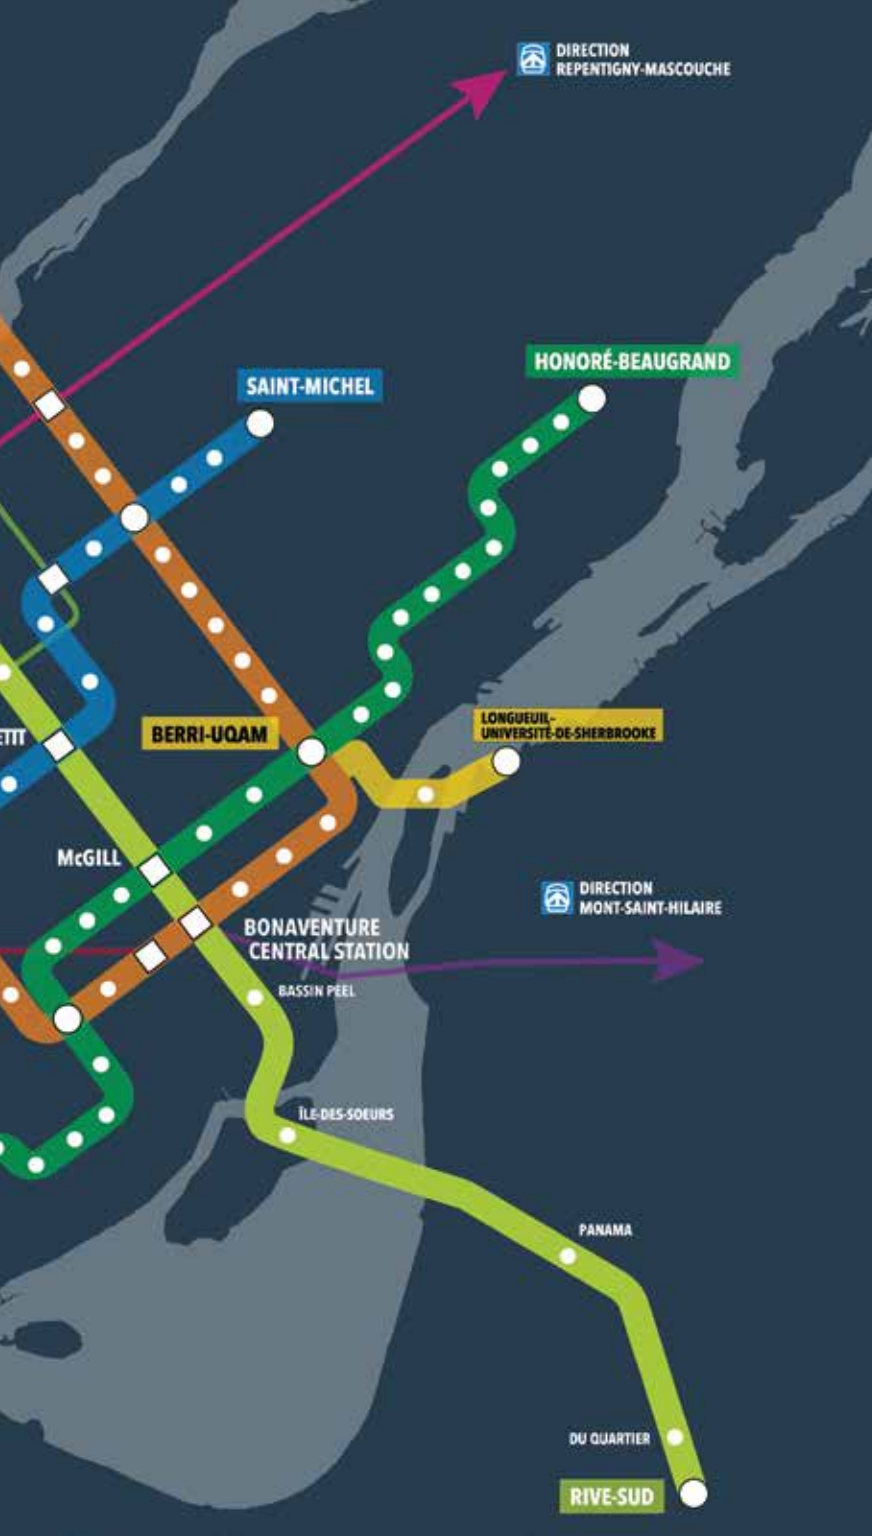 DIRECTION
REPENTIGNY-MASCOUCHE
HONORÉ-BEAUGRAND
SAINT-MICHEL
LONGUEUIL-
UNIVERSITÉ-DE-SHERBROOKE
BERRI-UQAM
ETIT
McGILL
DIRECTION
MONT-SAINT-HILAIRE
BONAVENTURE
CENTRAL STATION
BASSIN PEEL
ÎLE-DES-SOEURS
PANAMA
DU QUARTIER
RIVE-SUD